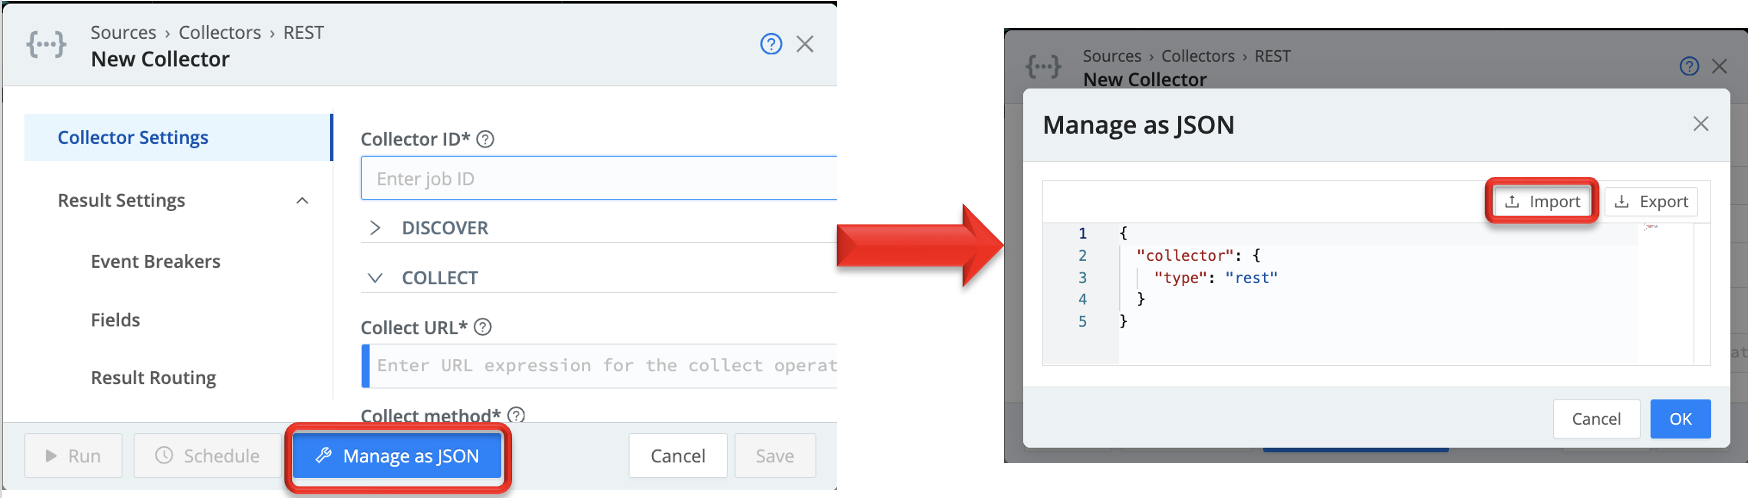 Sources › Collectors › REST
New Collector
Collector Settings
Result Settings
Event Breakers
Fields
Result Routing
Collector ID*
Enter job ID
DISCOVER
COLLECT
Collect URL*
Enter URL expression for the collect operat
Collect method*
Run
Schedule
Manage as JSON
Cancel
Save
Sources › Collectors › REST
New Collector
Manage as JSON
Import
Export
1 {
2 "collector": {
3 "type": "rest"
4 }
5 }
at
Cancel
OK